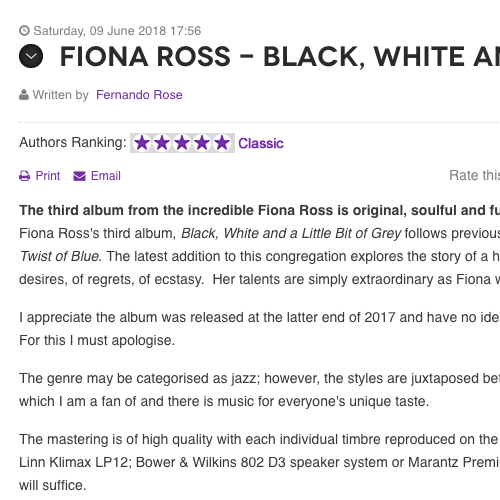 Saturday, 09 June 2018 17:56
FIONA ROSS – BLACK, WHITE
Written by Fernando Rose
Authors Ranking: Classic
Print Email Rate
The third album from the incredible Fiona Ross is original, soulful and
Fiona Ross's third album, Black, White and a Little Bit of Grey follows
Twist of Blue. The latest addition to this congregation explores the story of a
desires, of regrets, of ecstasy. Her talents are simply extraordinary as Fiona
I appreciate the album was released at the latter end of 2017 and have no
For this I must apologise.
The genre may be categorised as jazz; however, the styles are juxtaposed
which I am a fan of and there is music for everyone's unique taste.
The mastering is of high quality with each individual timbre reproduced on the
Linn Klimax LP12; Bower & Wilkins 802 D3 speaker system or Marantz
will suffice.